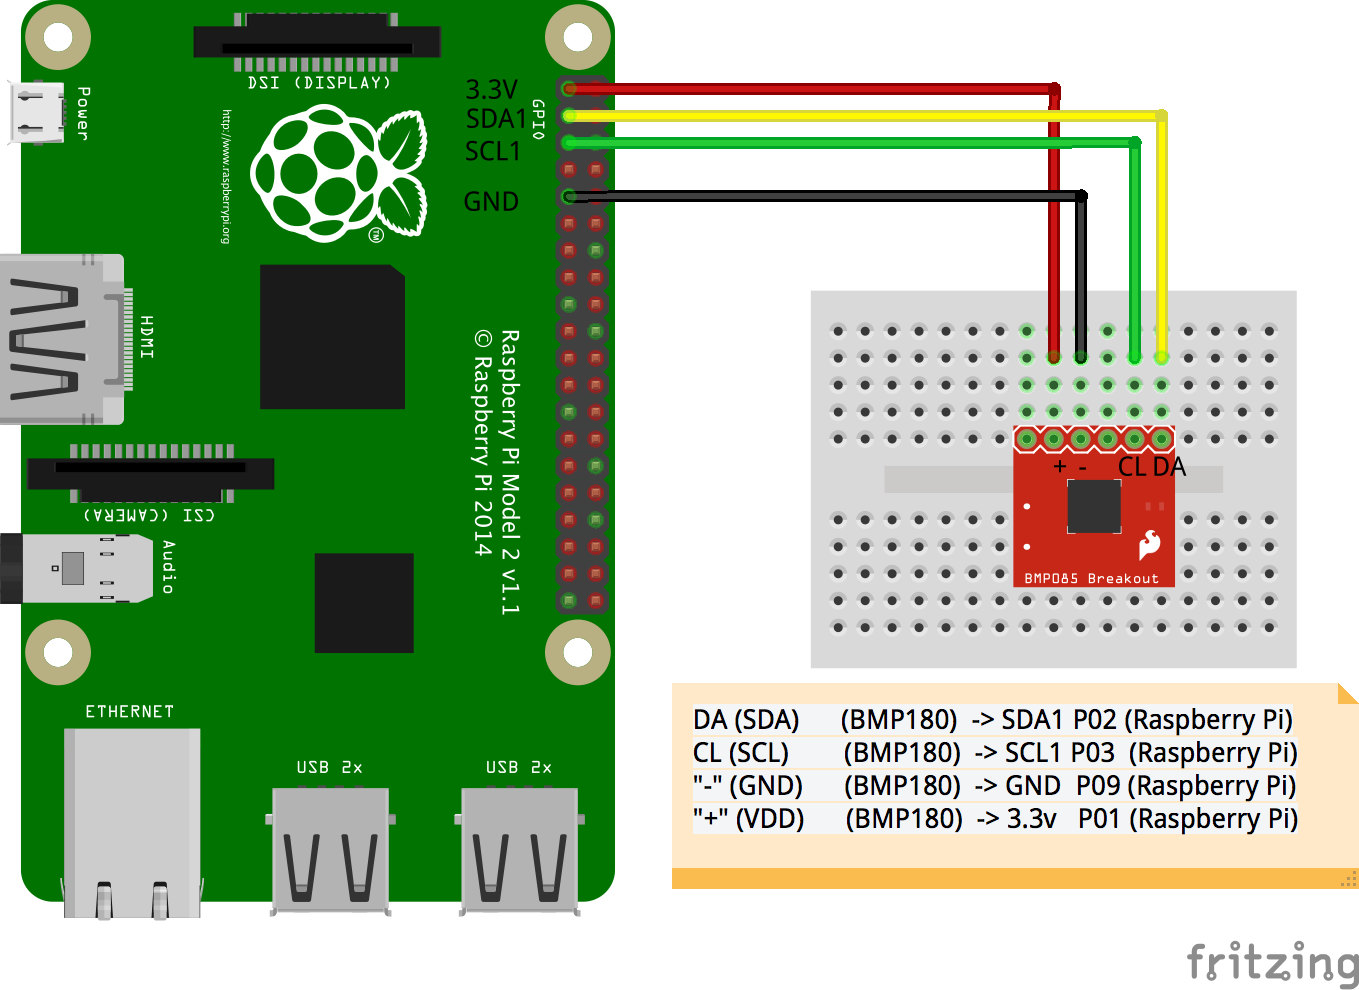 DSI (DISPLAY)
Power
http://www.raspberrypi.org
TM
3.3V
SDA1
SCL1
GND
GPIO
HDMI
Raspberry Pi Model 2 v1.1
© Raspberry Pi 2014
CSI (CAMERA)
Audio
ETHERNET
USB 2x
USB 2x
+ - CL DA
BMP085 Breakout
DA (SDA) (BMP180) -> SDA1 P02 (Raspberry Pi)
CL (SCL) (BMP180) -> SCL1 P03 (Raspberry Pi)
"-" (GND) (BMP180) -> GND P09 (Raspberry Pi)
"+" (VDD) (BMP180) -> 3.3v P01 (Raspberry Pi)
fritzing